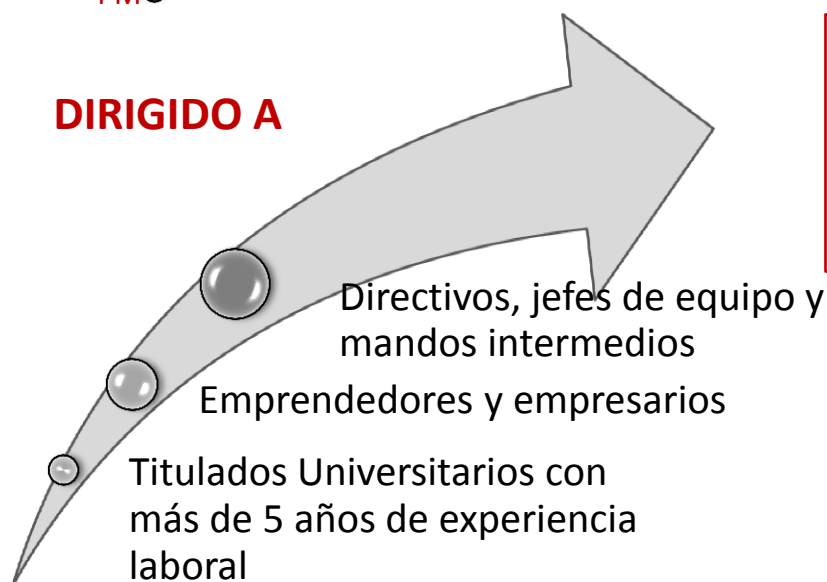 DIRIGIDO A
Directivos, jefes de equipo y
mandos intermedios
Emprendedores y empresarios
Titulados Universitarios con
más de 5 años de experiencia
laboral